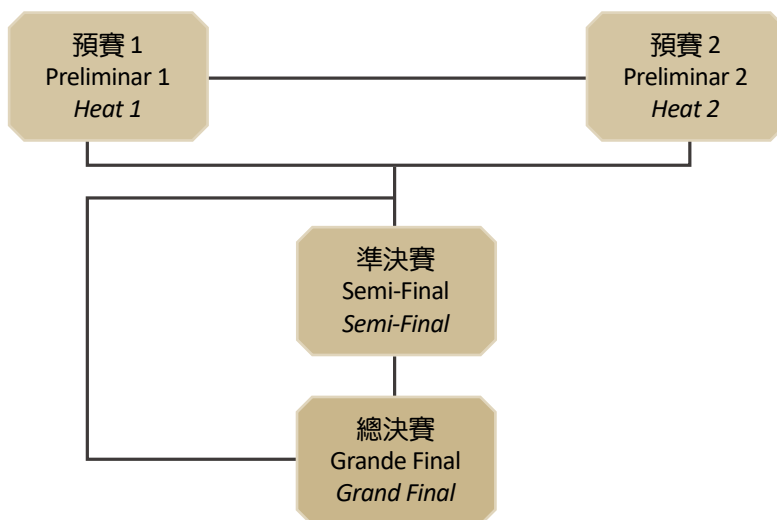 預賽 1
Preliminar 1
Heat 1
預賽 2
Preliminar 2
Heat 2
準決賽
Semi-Final
Semi-Final
總決賽
Grande Final
Grand Final